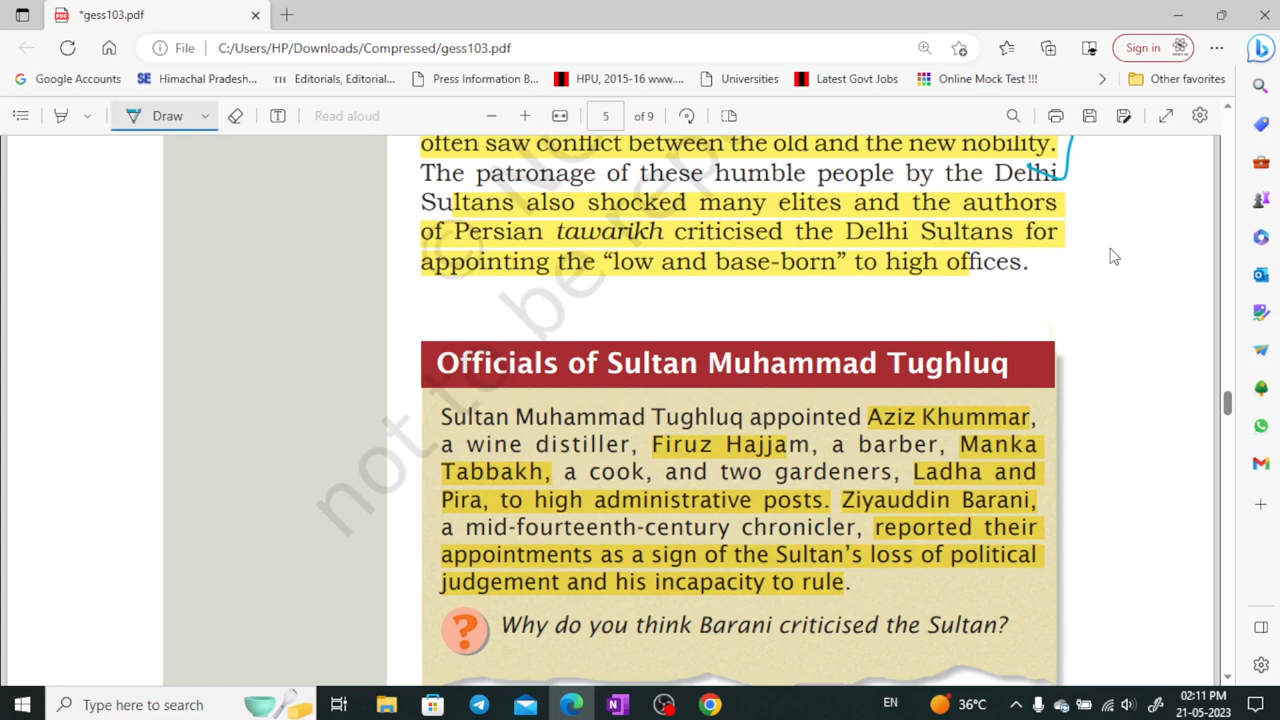 *gess103.pdf
File C:/Users/HP/Downloads/Compressed/gess103.pdf Sign in
Google Accounts SE Himachal Pradesh... TH Editorials, Editorial... Press Information B... HPU, 2015-16 www.... Universities Latest Govt Jobs Online Mock Test !!! Other favorites
Draw Read aloud 5 of 9
often saw conflict between the old and the new nobility.
The patronage of these humble people by the Delhi
Sultans also shocked many elites and the authors
of Persian tawarikh criticised the Delhi Sultans for
appointing the “low and base-born” to high offices.
not to be rep
Officials of Sultan Muhammad Tughluq
Sultan Muhammad Tughluq appointed Aziz Khummar,
a wine distiller, Firuz Hajjam, a barber, Manka
Tabbakh, a cook, and two gardeners, Ladha and
Pira, to high administrative posts. Ziyauddin Barani,
a mid-fourteenth-century chronicler, reported their
appointments as a sign of the Sultan’s loss of political
judgement and his incapacity to rule.
? Why do you think Barani criticised the Sultan?
Type here to search EN 36°C 02:11 PM
21-05-2023